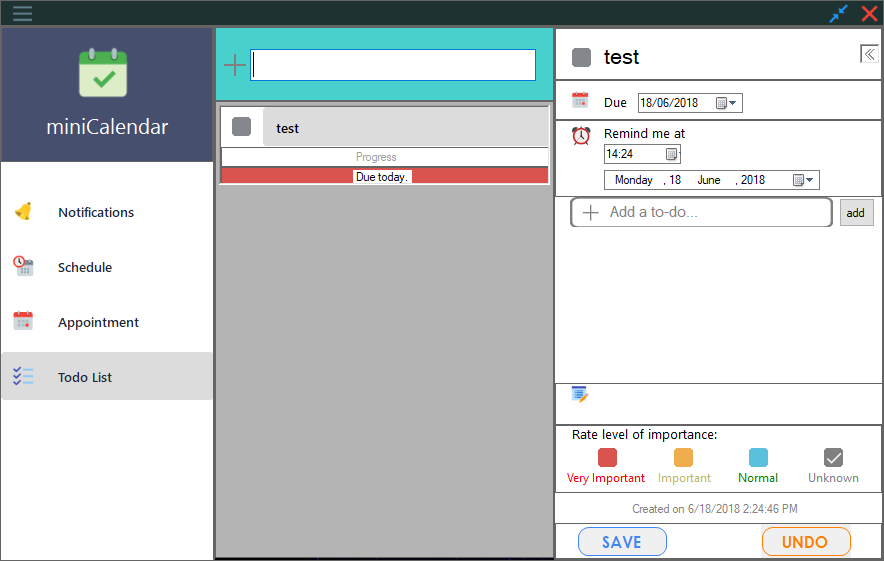 miniCalendar
Notifications
Schedule
Appointment
Todo List
test
Progress
Due today.
test
Due 18/06/2018
Remind me at
14:24
Monday , 18 June , 2018
Add a to-do...
add
Rate level of importance:
Very Important Important Normal Unknown
Created on 6/18/2018 2:24:46 PM
SAVE UNDO